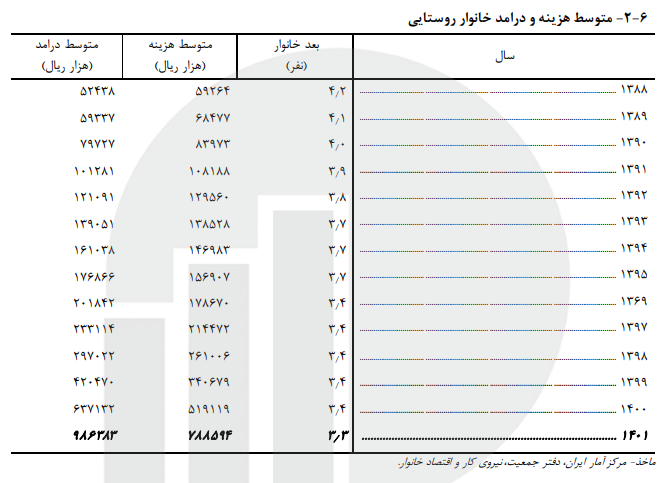 ۶-۲- متوسط هزینه و درامد خانوار روستایی
سال بعد خانوار (نفر) متوسط هزینه (هزار ریال) متوسط درامد (هزار ریال)
۱۳۸۸ ۴٫۲ ۵۹۲۶۴ ۵۲۴۳۸
۱۳۸۹ ۴٫۱ ۶۸۴۷۷ ۵۹۳۳۷
۱۳۹۰ ۴٫۰ ۸۳۹۷۳ ۷۹۷۲۷
۱۳۹۱ ۳٫۹ ۱۰۸۱۸۸ ۱۰۱۲۸۱
۱۳۹۲ ۳٫۸ ۱۲۹۵۶۰ ۱۲۱۰۹۱
۱۳۹۳ ۳٫۷ ۱۳۸۵۲۸ ۱۳۹۰۵۱
۱۳۹۴ ۳٫۷ ۱۴۶۹۸۳ ۱۶۱۰۳۸
۱۳۹۵ ۳٫۷ ۱۵۶۹۰۷ ۱۷۶۸۶۶
۱۳۶۹ ۳٫۴ ۱۷۸۶۷۰ ۲۰۱۸۴۲
۱۳۹۷ ۳٫۴ ۲۱۴۴۷۲ ۲۳۳۱۱۴
۱۳۹۸ ۳٫۴ ۲۶۱۰۰۶ ۲۹۷۰۲۲
۱۳۹۹ ۳٫۴ ۳۴۰۶۷۹ ۴۲۰۴۷۰
۱۴۰۰ ۳٫۴ ۵۱۹۱۱۹ ۶۳۷۱۳۲
۱۴۰۱ ۳٫۳ ۷۸۸۵۹۴ ۹۸۶۳۸۳
ماخذ- مرکز آمار ایران، دفتر جمعیت، نیروی کار و اقتصاد خانوار.